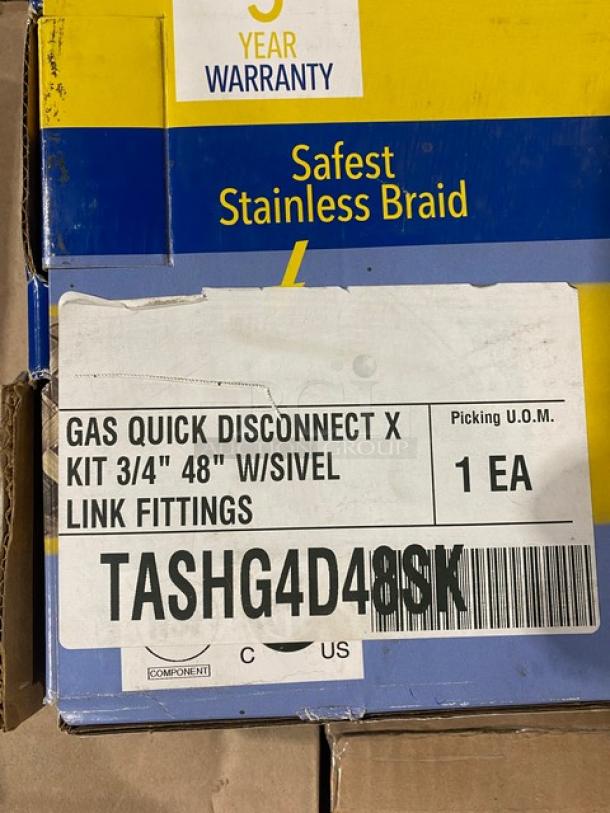 YEAR
WARRANTY
Safest
Stainless Braid
GAS QUICK DISCONNECT X
KIT 3/4" 48" W/SIVEL
LINK FITTINGS
Picking U.O.M.
1 EA
TASHG4D48SK
COMPONENT
C US